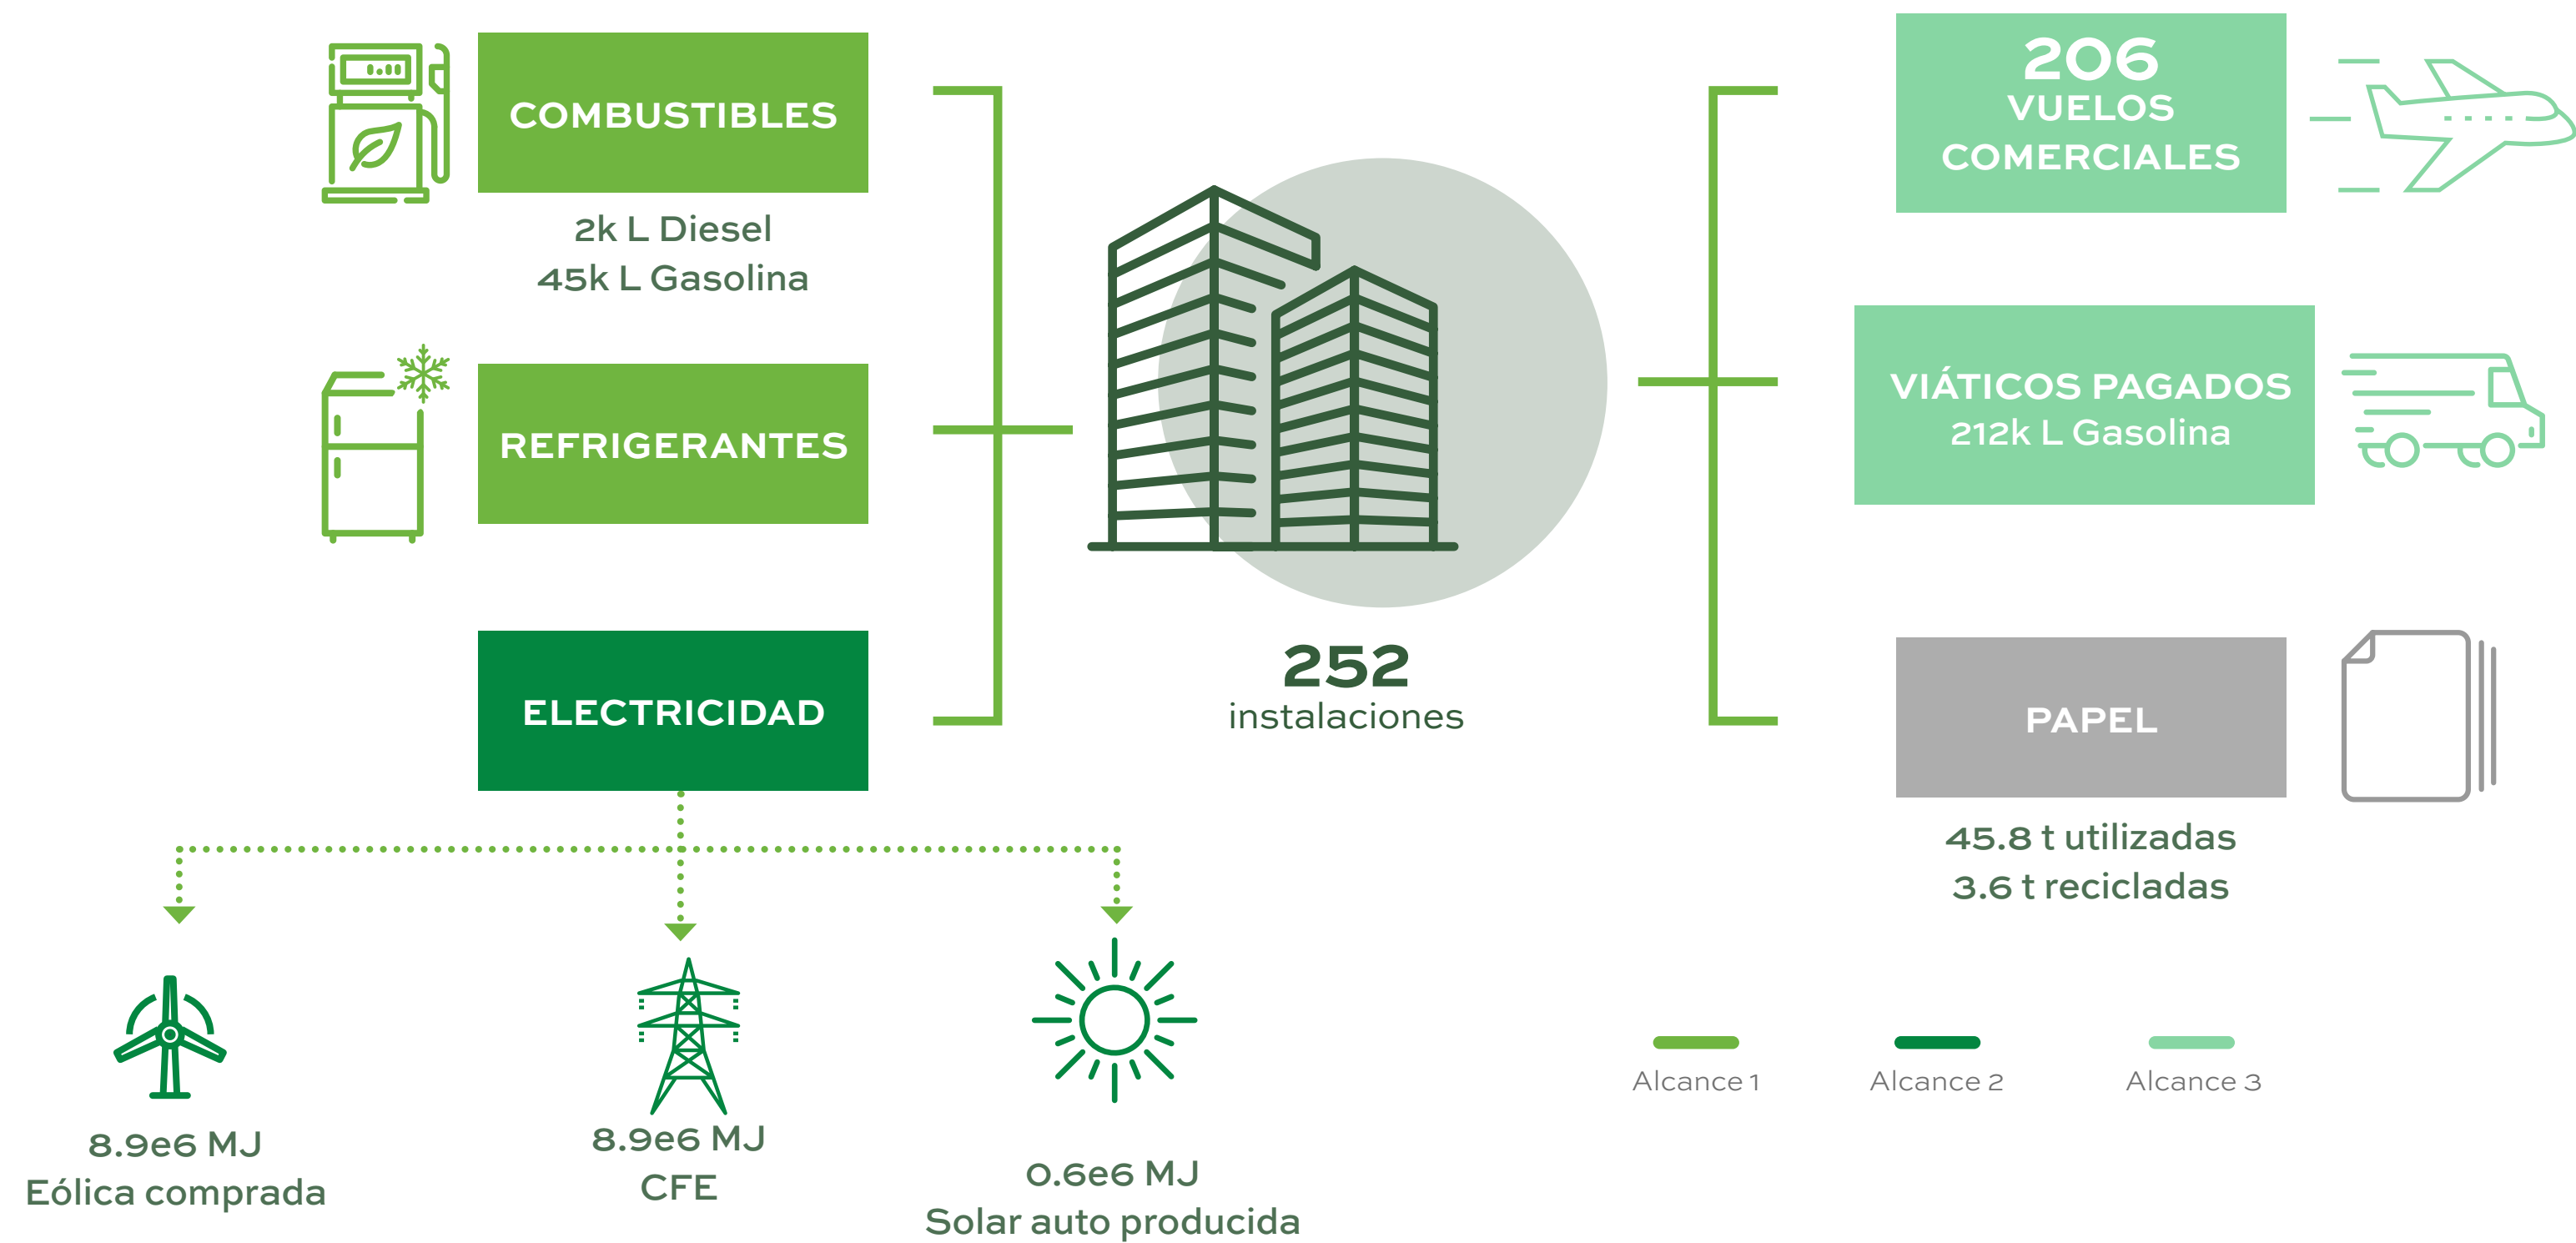 COMBUSTIBLES
2k L Diesel
45k L Gasolina
REFRIGERANTES
ELECTRICIDAD
8.9e6 MJ
Eólica comprada
8.9e6 MJ
CFE
0.6e6 MJ
Solar auto producida
252
instalaciones
206
VUELOS
COMERCIALES
VIÁTICOS PAGADOS
212k L Gasolina
PAPEL
45.8 t utilizadas
3.6 t recicladas
Alcance 1
Alcance 2
Alcance 3